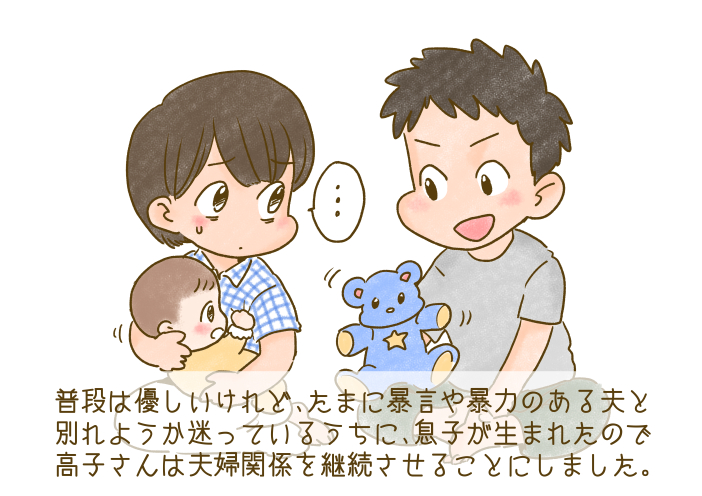 …
普段は優しいけれど、たまに暴言や暴力のある夫と
別れようか迷っているうちに、息子が生まれたので
高子さんは夫婦関係を継続させることにしました。